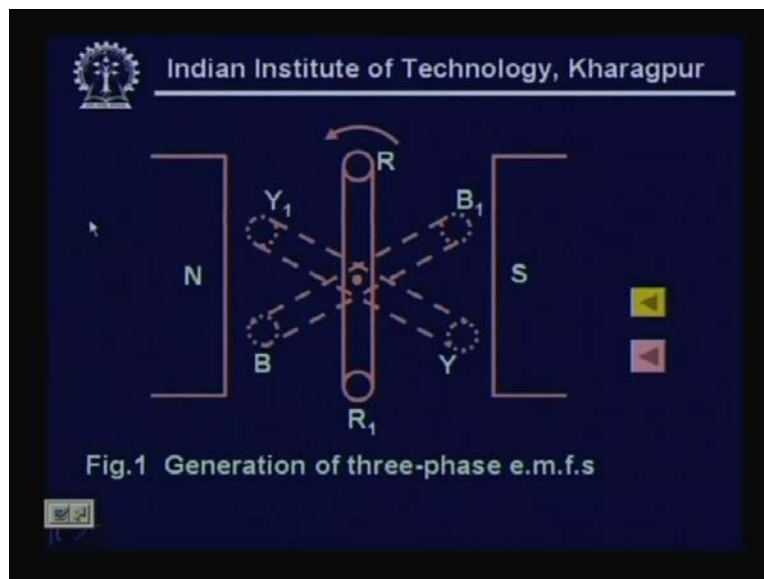 Indian Institute of Technology, Kharagpur
R
Y₁
B₁
N
S
B
Y
R₁
Fig.1 Generation of three-phase e.m.f.s